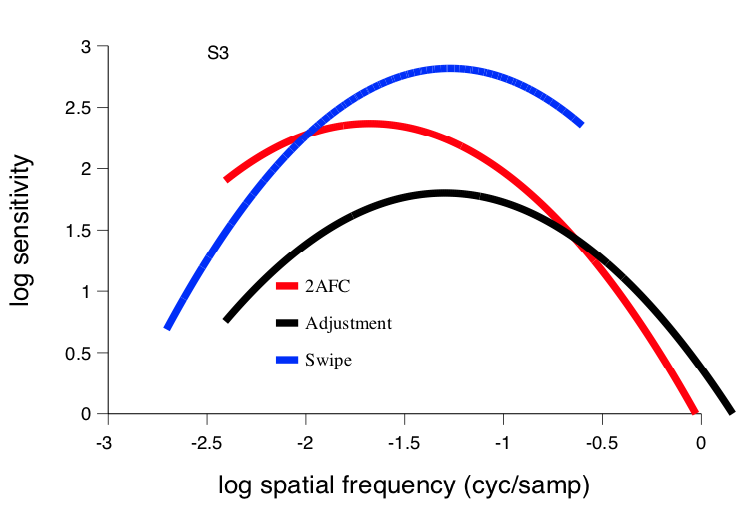 S3
log sensitivity
3
2.5
2
1.5
1
0.5
0
2AFC
Adjustment
Swipe
-3 -2.5 -2 -1.5 -1 -0.5 0
log spatial frequency (cyc/samp)